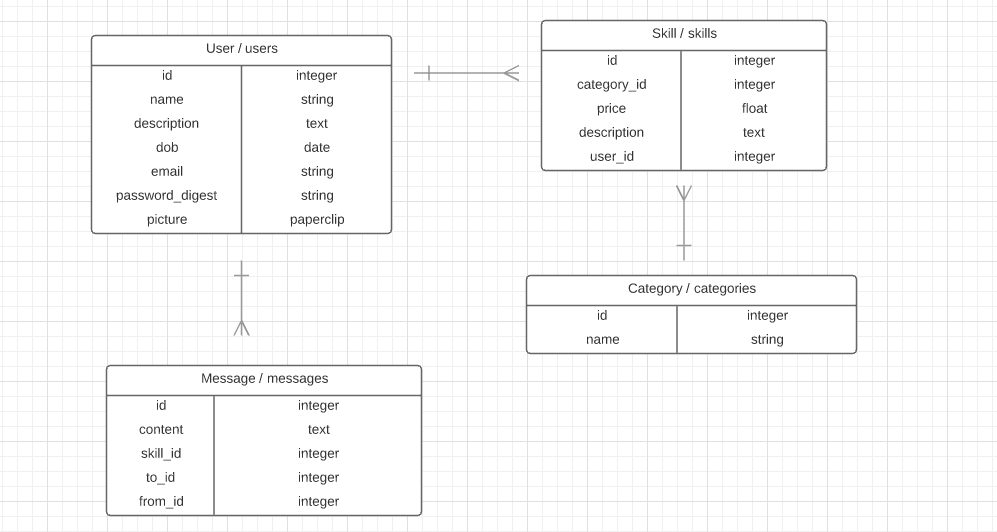 User / users
id integer
name string
description text
dob date
email string
password_digest string
picture paperclip
Skill / skills
id integer
category_id integer
price float
description text
user_id integer
Category / categories
id integer
name string
Message / messages
id integer
content text
skill_id integer
to_id integer
from_id integer